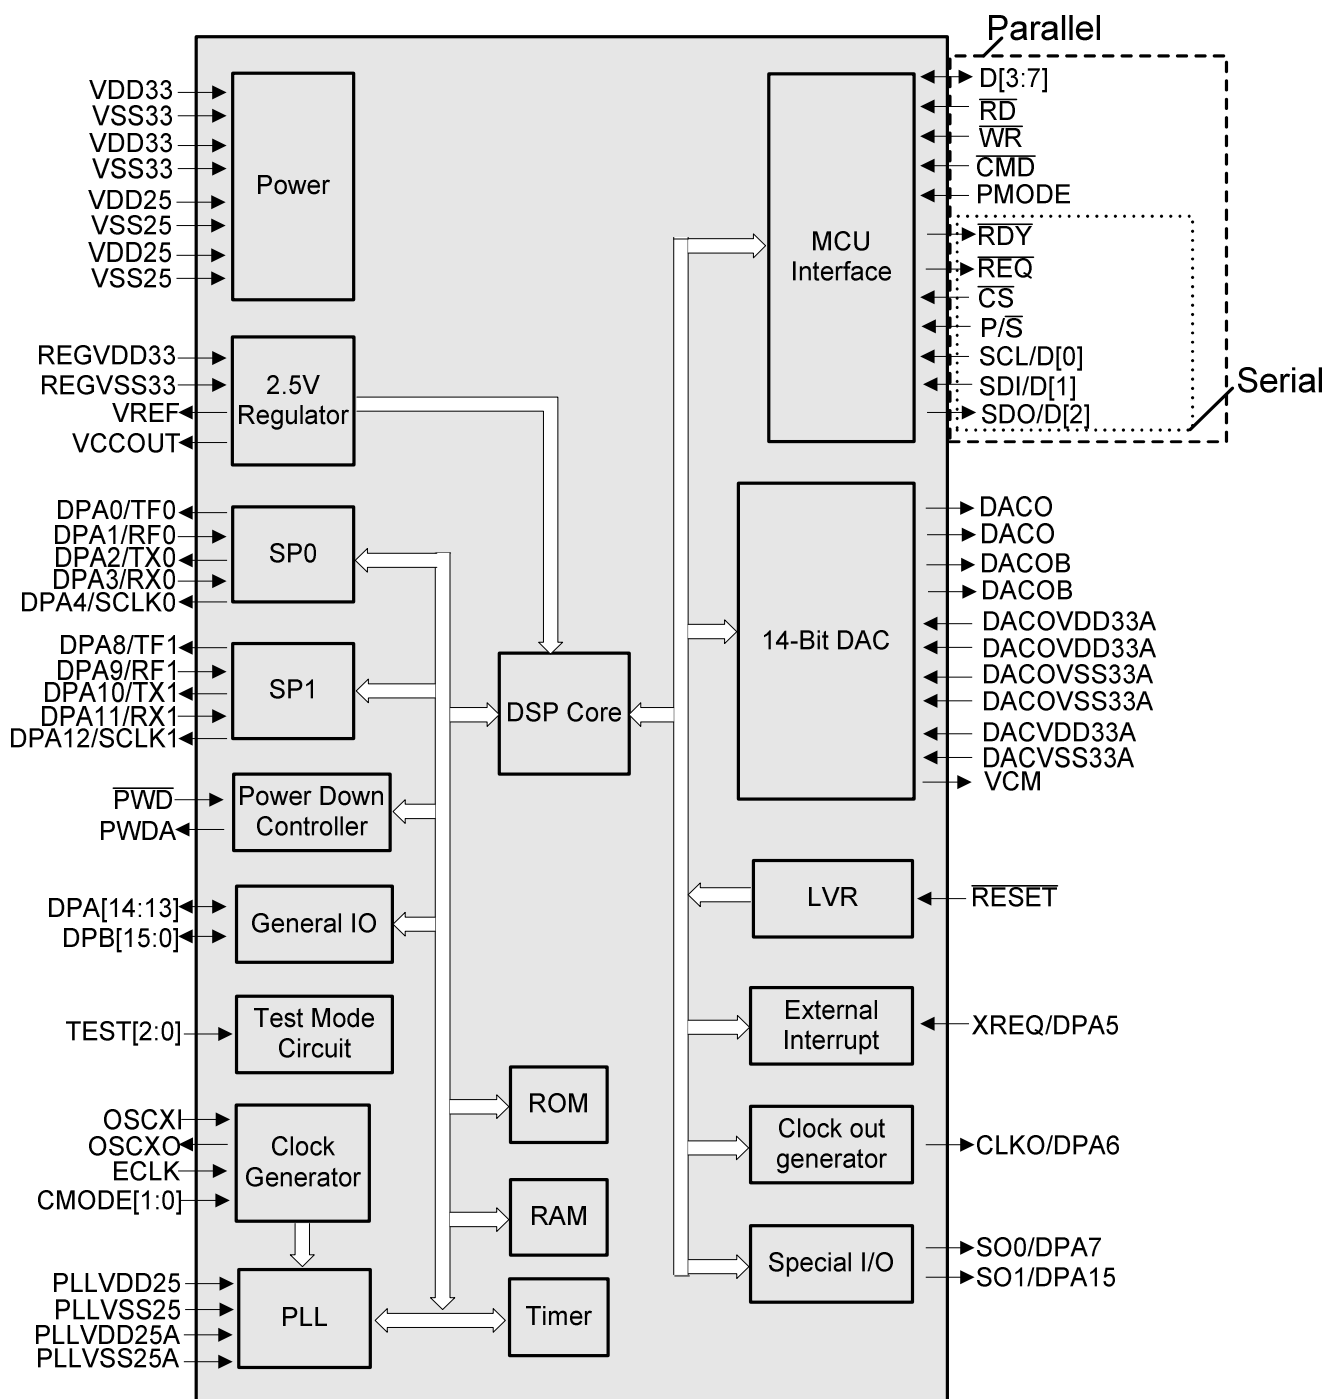 Parallel
VDD33
VSS33
VDD33
VSS33
VDD25
VSS25
VDD25
VSS25
Power
REGVDD33
REGVSS33
VREF
VCCOUT
2.5V
Regulator
DPA0/TF0
DPA1/RF0
DPA2/TX0
DPA3/RX0
DPA4/SCLK0
SP0
DPA8/TF1
DPA9/RF1
DPA10/TX1
DPA11/RX1
DPA12/SCLK1
SP1
PWD
PWDA
Power Down
Controller
DPA[14:13]
DPB[15:0]
General IO
TEST[2:0]
Test Mode
Circuit
OSCXI
OSCXO
ECLK
CMODE[1:0]
Clock
Generator
PLLVDD25
PLLVSS25
PLLVDD25A
PLLVSS25A
PLL
DSP Core
ROM
RAM
Timer
MCU
Interface
D[3:7]
RD
WR
CMD
PMODE
RDY
REQ
CS
P/S
SCL/D[0]
SDI/D[1]
SDO/D[2]
Serial
14-Bit DAC
DACO
DACO
DACOB
DACOB
DACOVDD33A
DACOVDD33A
DACOVSS33A
DACOVSS33A
DACVDD33A
DACVSS33A
VCM
LVR
RESET
External
Interrupt
XREQ/DPA5
Clock out
generator
CLKO/DPA6
Special I/O
SO0/DPA7
SO1/DPA15